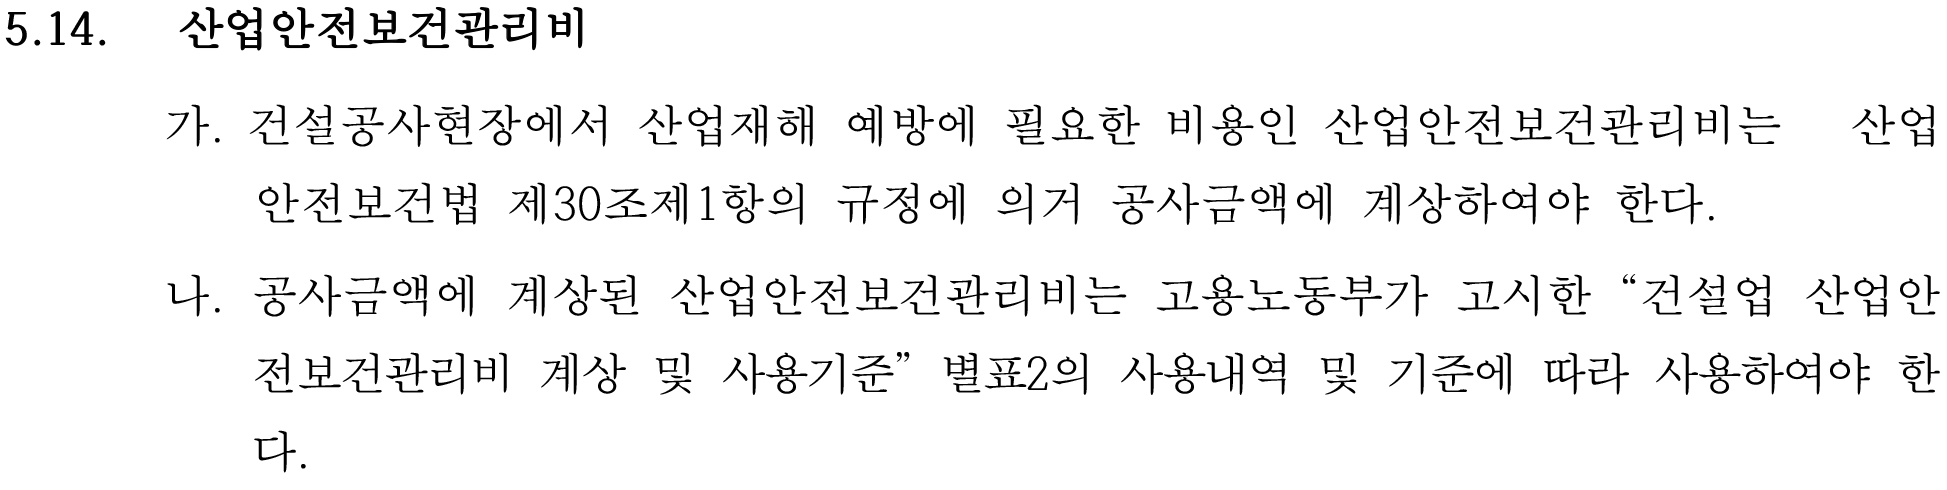 5.14. 산업안전보건관리비
가. 건설공사현장에서 산업재해 예방에 필요한 비용인 산업안전보건관리비는 산업
안전보건법 제30조제1항의 규정에 의거 공사금액에 계상하여야 한다.
나. 공사금액에 계상된 산업안전보건관리비는 고용노동부가 고시한 “건설업 산업안
전보건관리비 계상 및 사용기준” 별표2의 사용내역 및 기준에 따라 사용하여야 한
다.